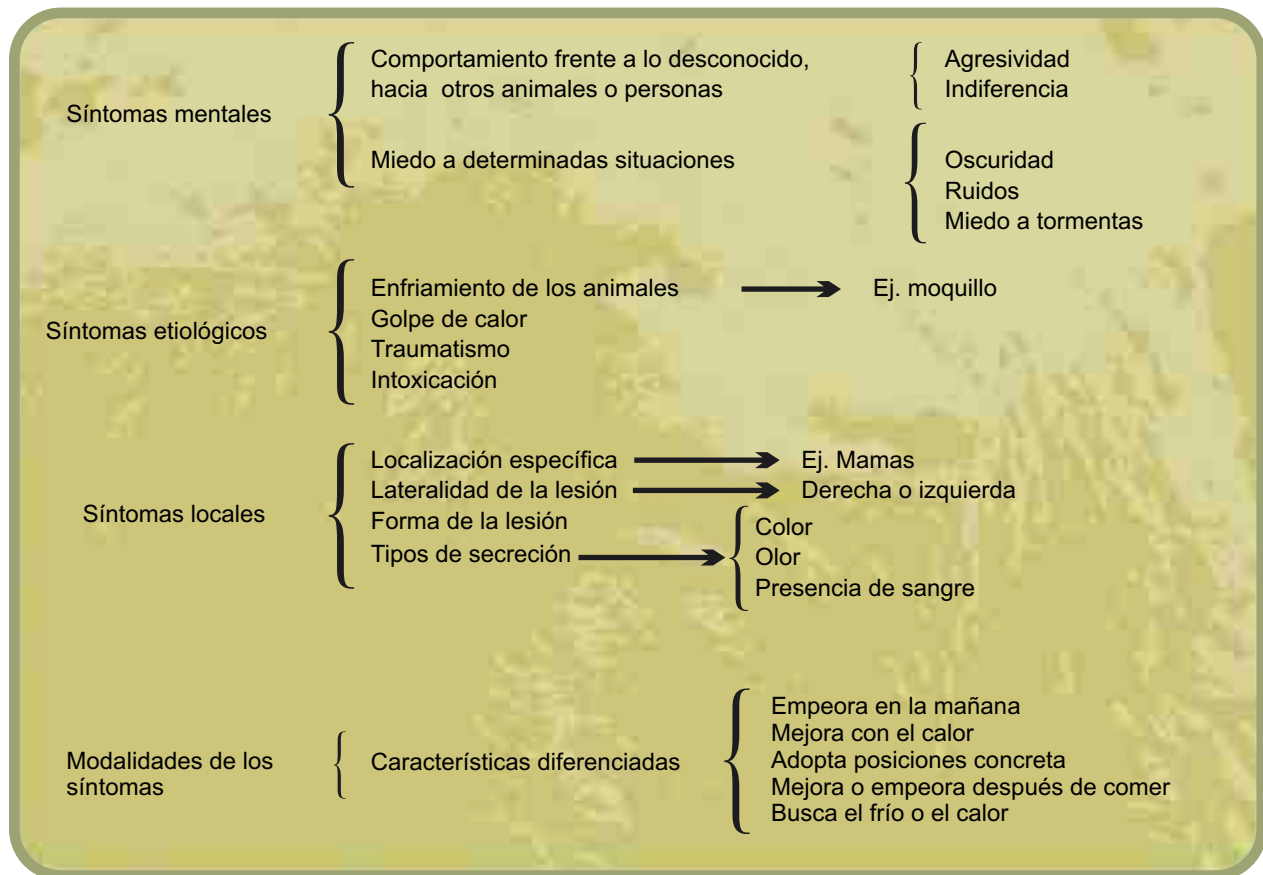 Síntomas mentales
Comportamiento frente a lo desconocido,
hacia otros animales o personas
Agresividad
Indiferencia
Miedo a determinadas situaciones
Oscuridad
Ruidos
Miedo a tormentas
Síntomas etiológicos
Enfriamiento de los animales
Ej. moquillo
Golpe de calor
Traumatismo
Intoxicación
Síntomas locales
Localización específica
Ej. Mamas
Lateralidad de la lesión
Derecha o izquierda
Forma de la lesión
Tipos de secreción
Color
Olor
Presencia de sangre
Modalidades de los
síntomas
Características diferenciadas
Empeora en la mañana
Mejora con el calor
Adopta posiciones concreta
Mejora o empeora después de comer
Busca el frío o el calor